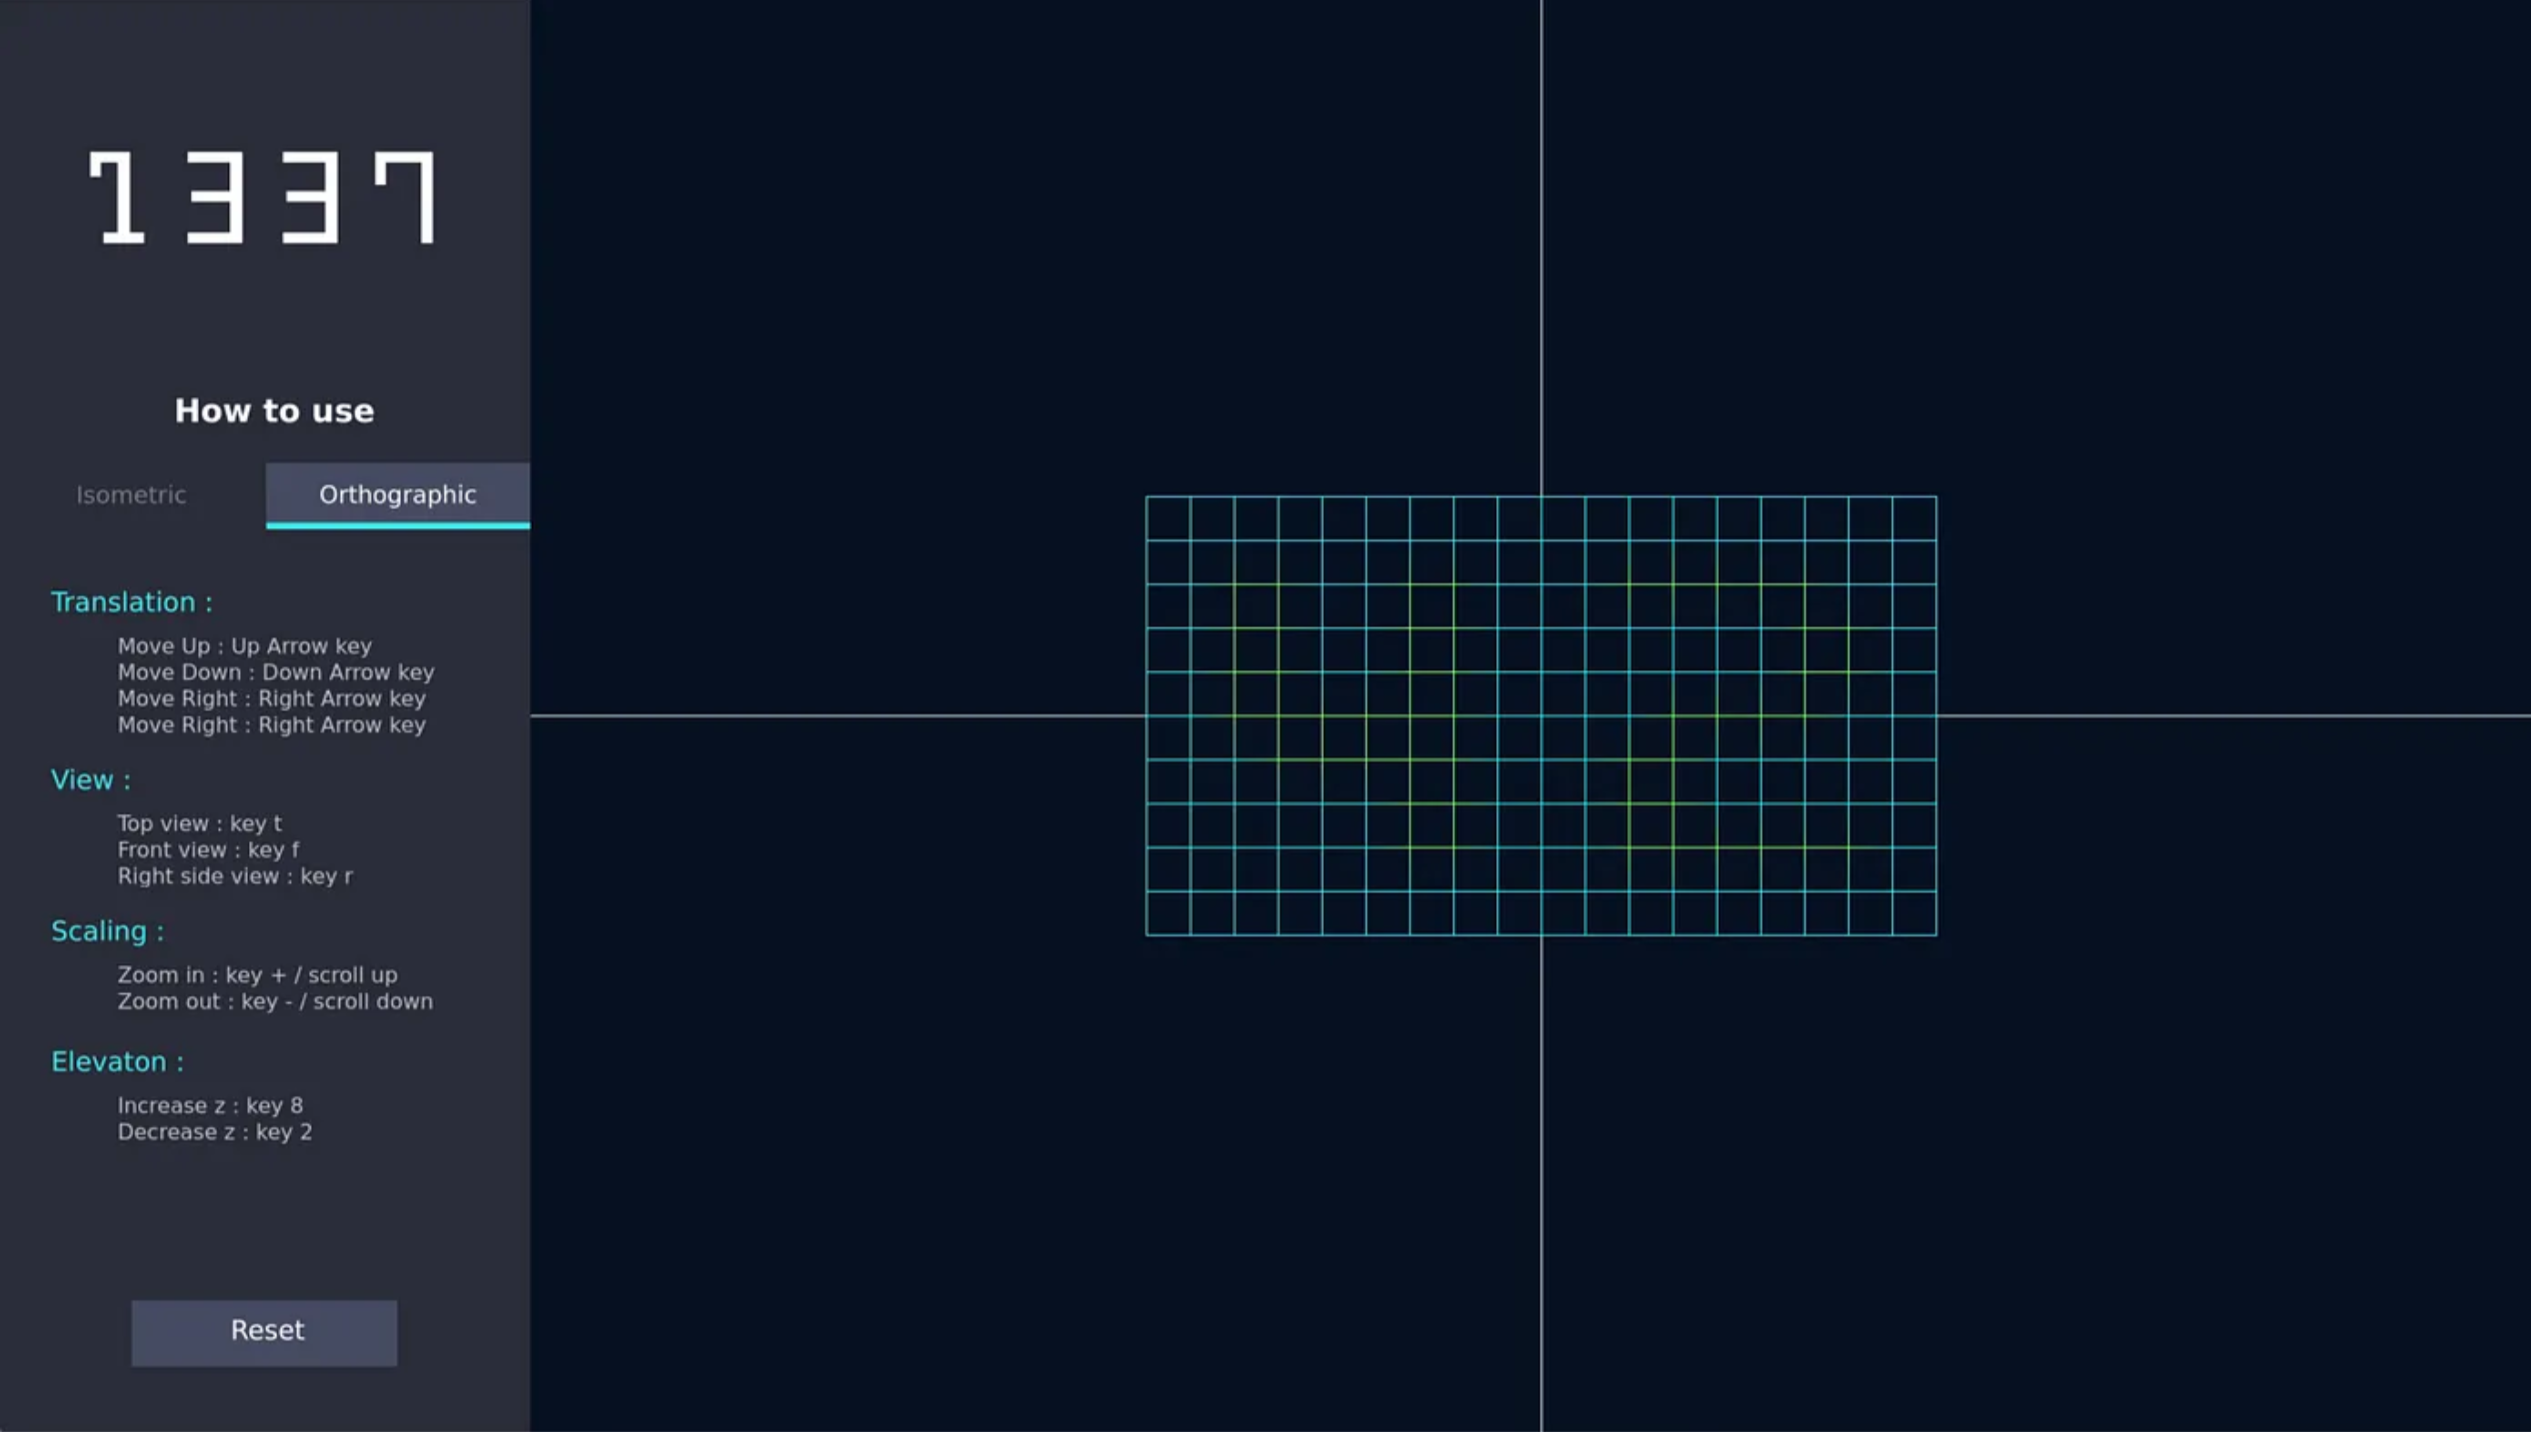 1337
How to use
Isometric Orthographic
Translation :
Move Up : Up Arrow key
Move Down : Down Arrow key
Move Right : Right Arrow key
Move Right : Right Arrow key
View :
Top view : key t
Front view : key f
Right side view : key r
Scaling :
Zoom in : key + / scroll up
Zoom out : key - / scroll down
Elevaton :
Increase z : key 8
Decrease z : key 2
Reset
42